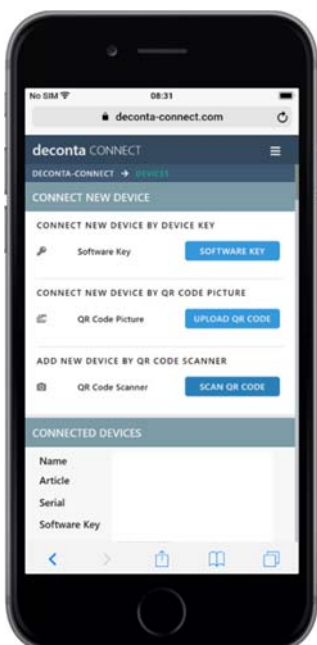 No SIM 08:31
deconta-connect.com
deconta CONNECT
DECONTA-CONNECT → DEVICES
CONNECT NEW DEVICE
CONNECT NEW DEVICE BY DEVICE KEY
Software Key SOFTWARE KEY
CONNECT NEW DEVICE BY QR CODE PICTURE
QR Code Picture UPLOAD QR CODE
ADD NEW DEVICE BY QR CODE SCANNER
QR Code Scanner SCAN QR CODE
CONNECTED DEVICES
Name
Article
Serial
Software Key